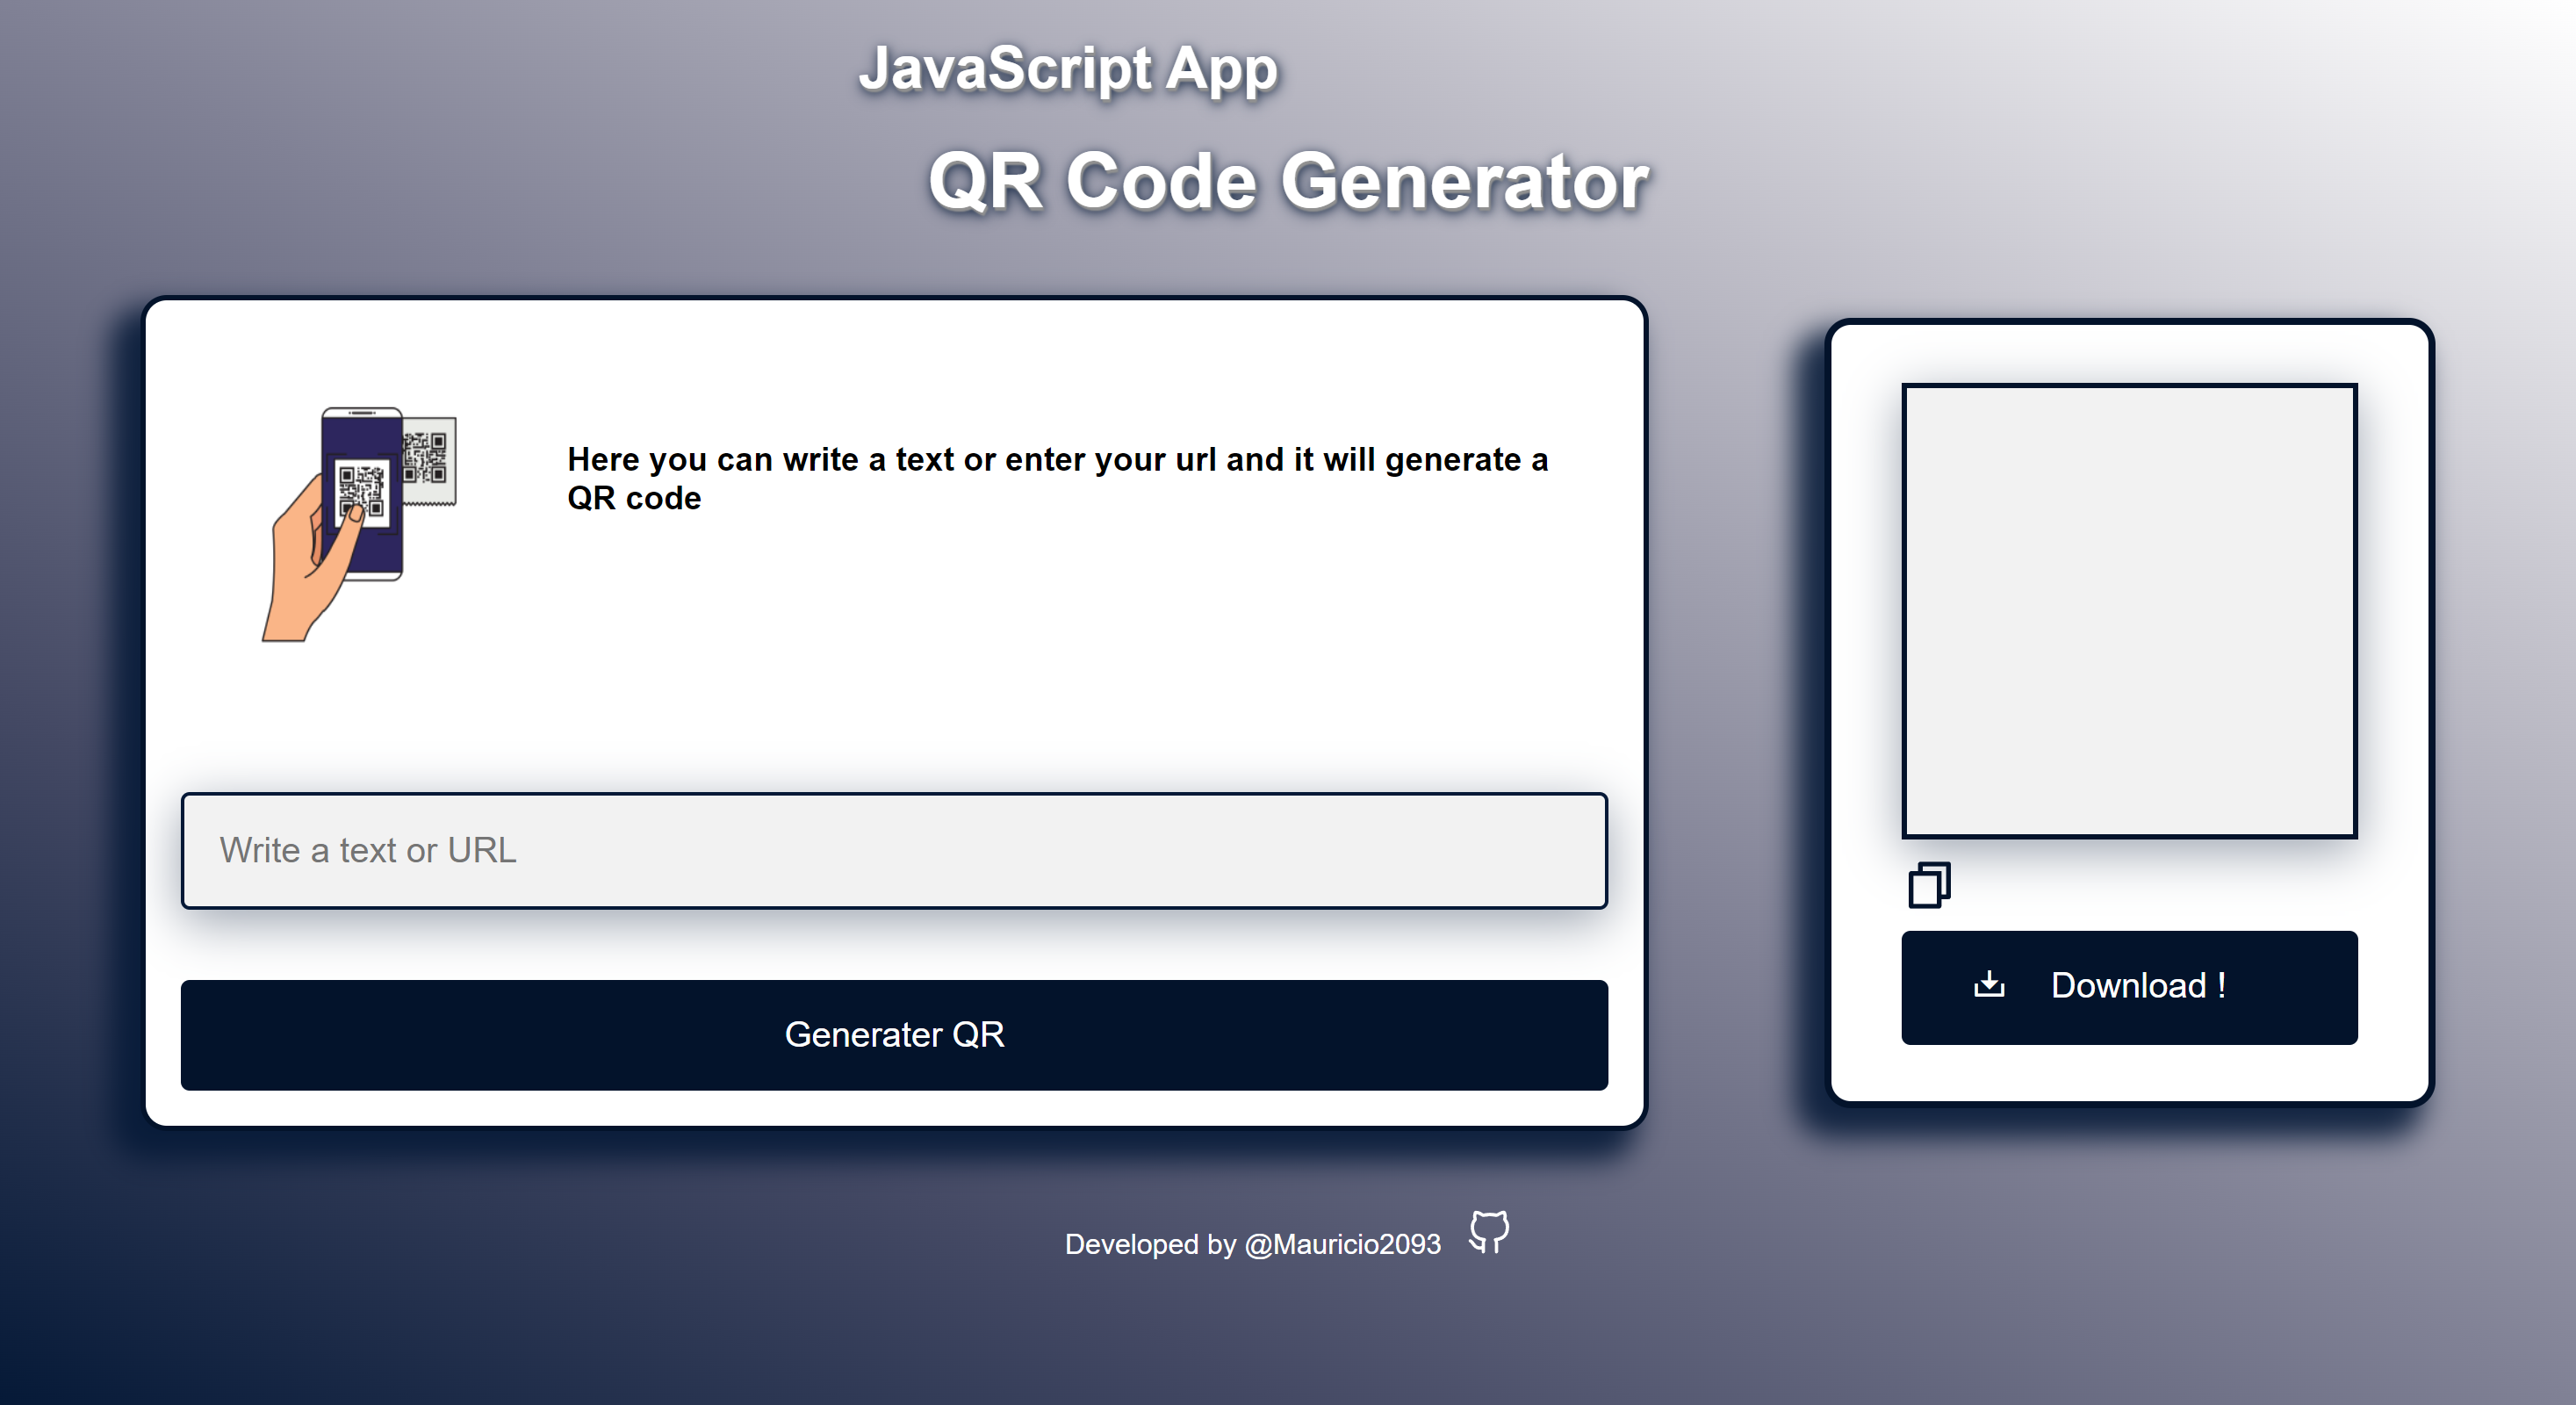 JavaScript App
QR Code Generator
Here you can write a text or enter your url and it will generate a
QR code
Write a text or URL
Generater QR
Download !
Developed by @Mauricio2093